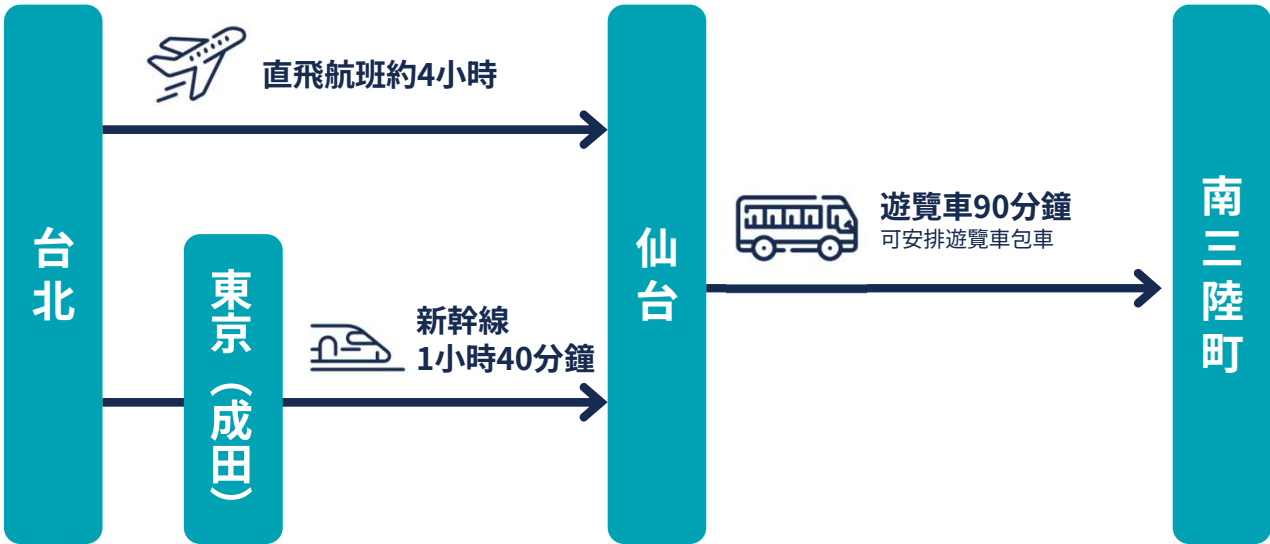 台北
直飛航班約4小時
東京（成田）
新幹線
1小時40分鐘
仙台
遊覽車90分鐘
可安排遊覽車包車
南三陸町